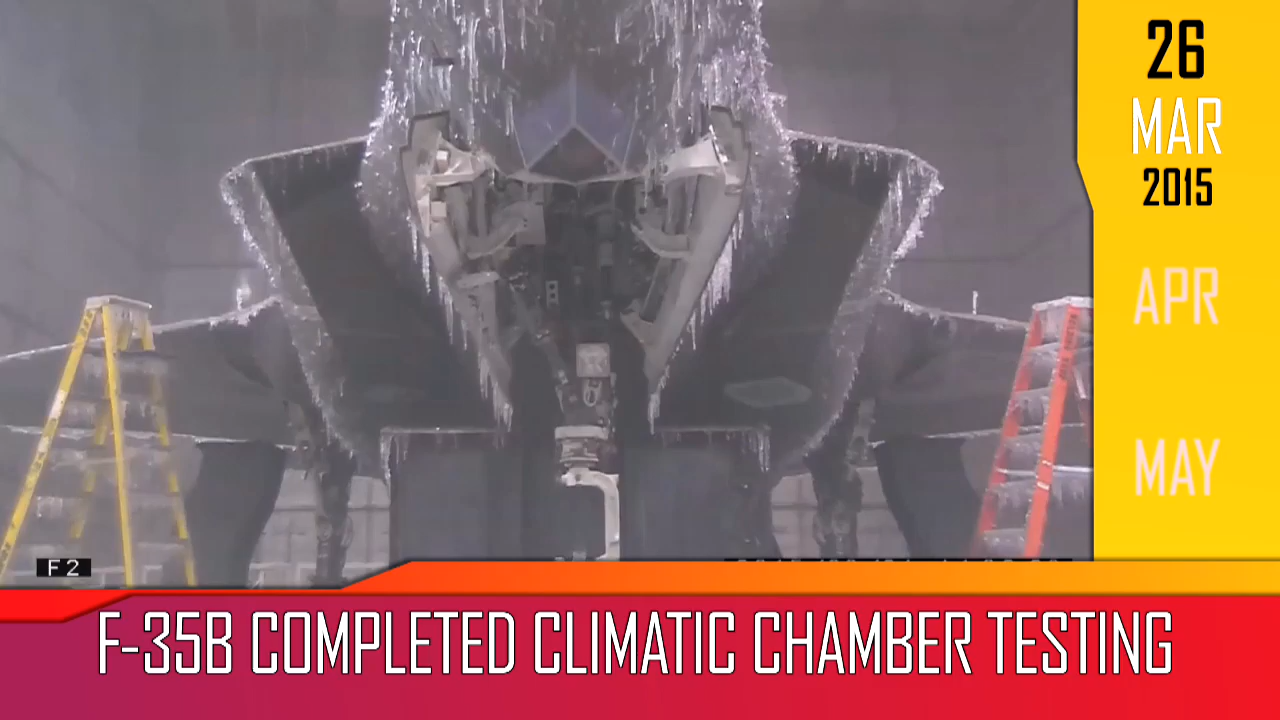 26
MAR
2015
APR
MAY
F2
F-35B COMPLETED CLIMATIC CHAMBER TESTING